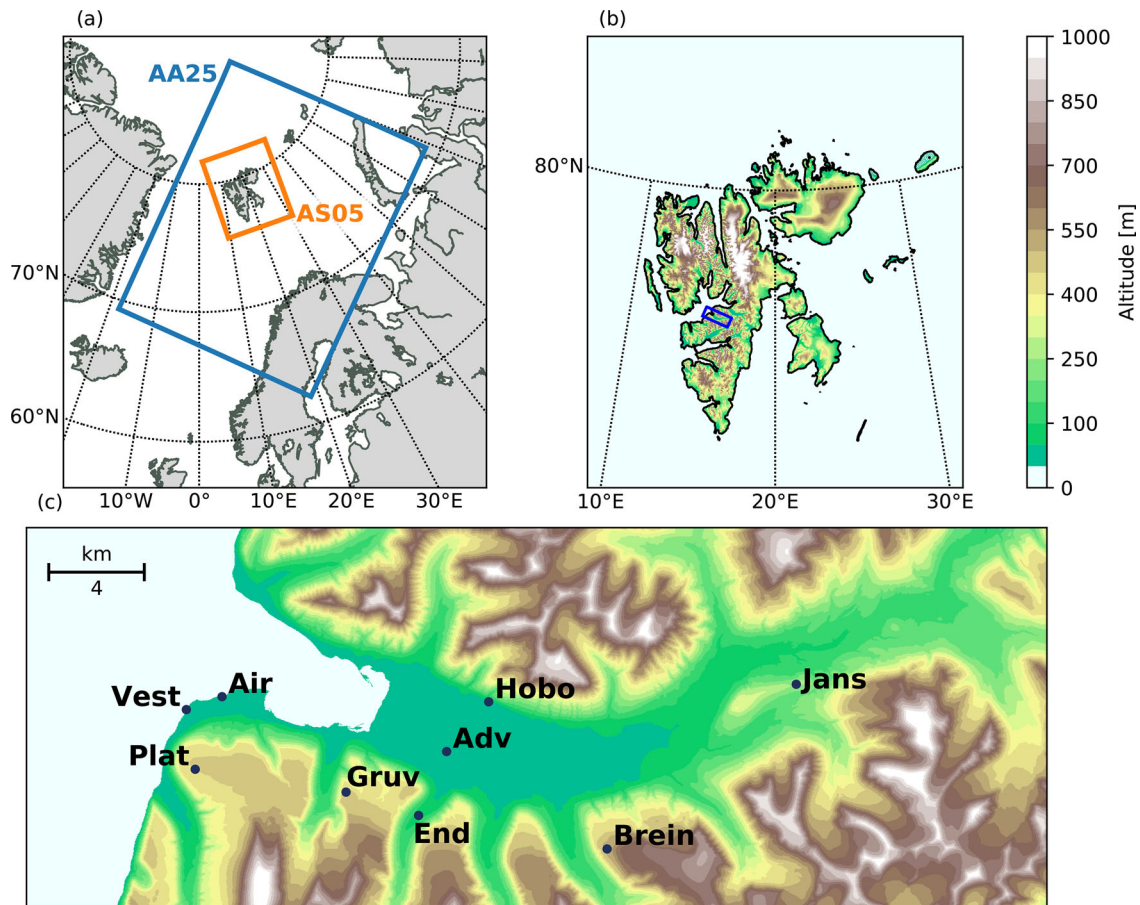 (a)
(b)
AA25
AS05
70°N
60°N
10°W
0°
10°E
20°E
30°E
80°N
10°E
20°E
30°E
1000
850
700
550
400
250
100
0
Altitude [m]
(c)
km
4
Vest
Air
Hobo
Jans
Plat
Adv
Gruv
End
Brein